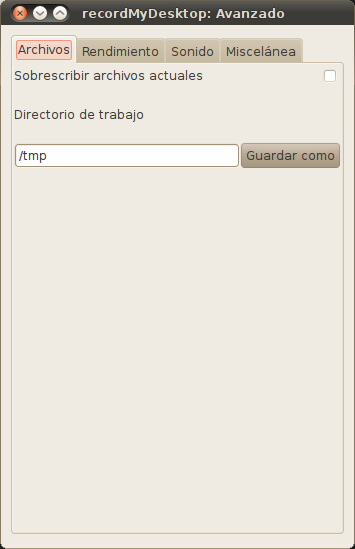 recordMyDesktop: Avanzado
Archivos Rendimiento Sonido Miscelánea
Sobrescribir archivos actuales
Directorio de trabajo
/tmp Guardar como